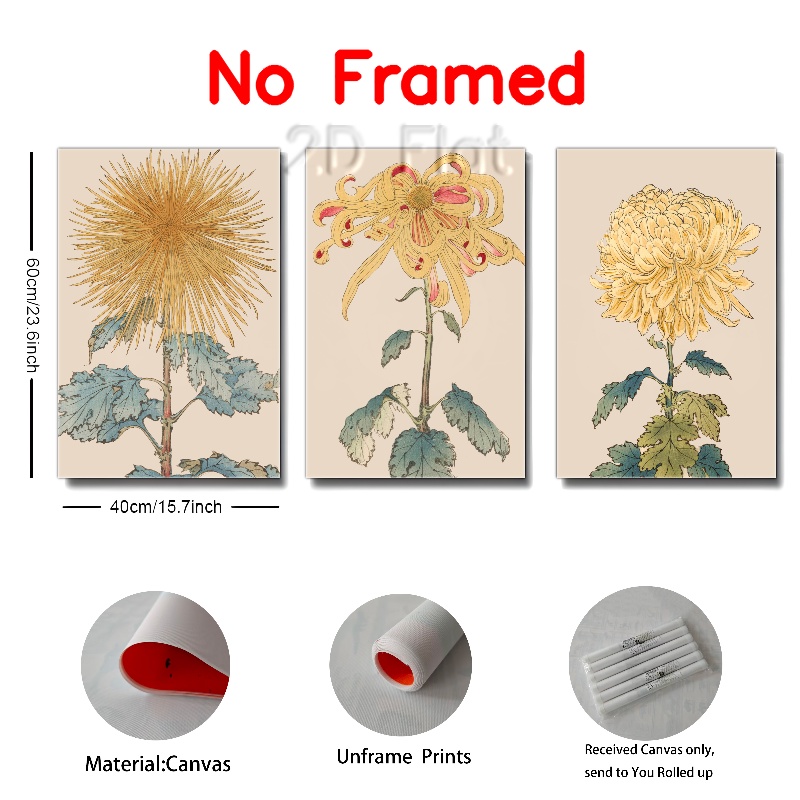 No Framed
2D Flat
60cm/23.6inch
40cm/15.7inch
Material:Canvas
Unframe Prints
Received Canvas only,
send to You Rolled up